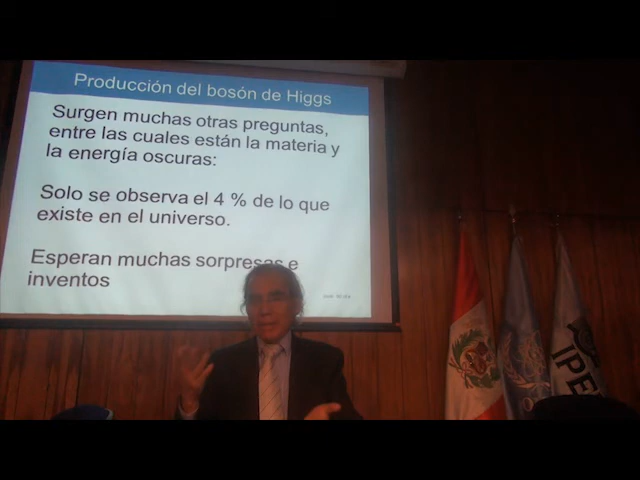 Producción del bosón de Higgs
Surgen muchas otras preguntas,
entre las cuales están la materia y
la energía oscuras:
Solo se observa el 4 % de lo que
existe en el universo.
Esperan muchas sorpresas e
inventos